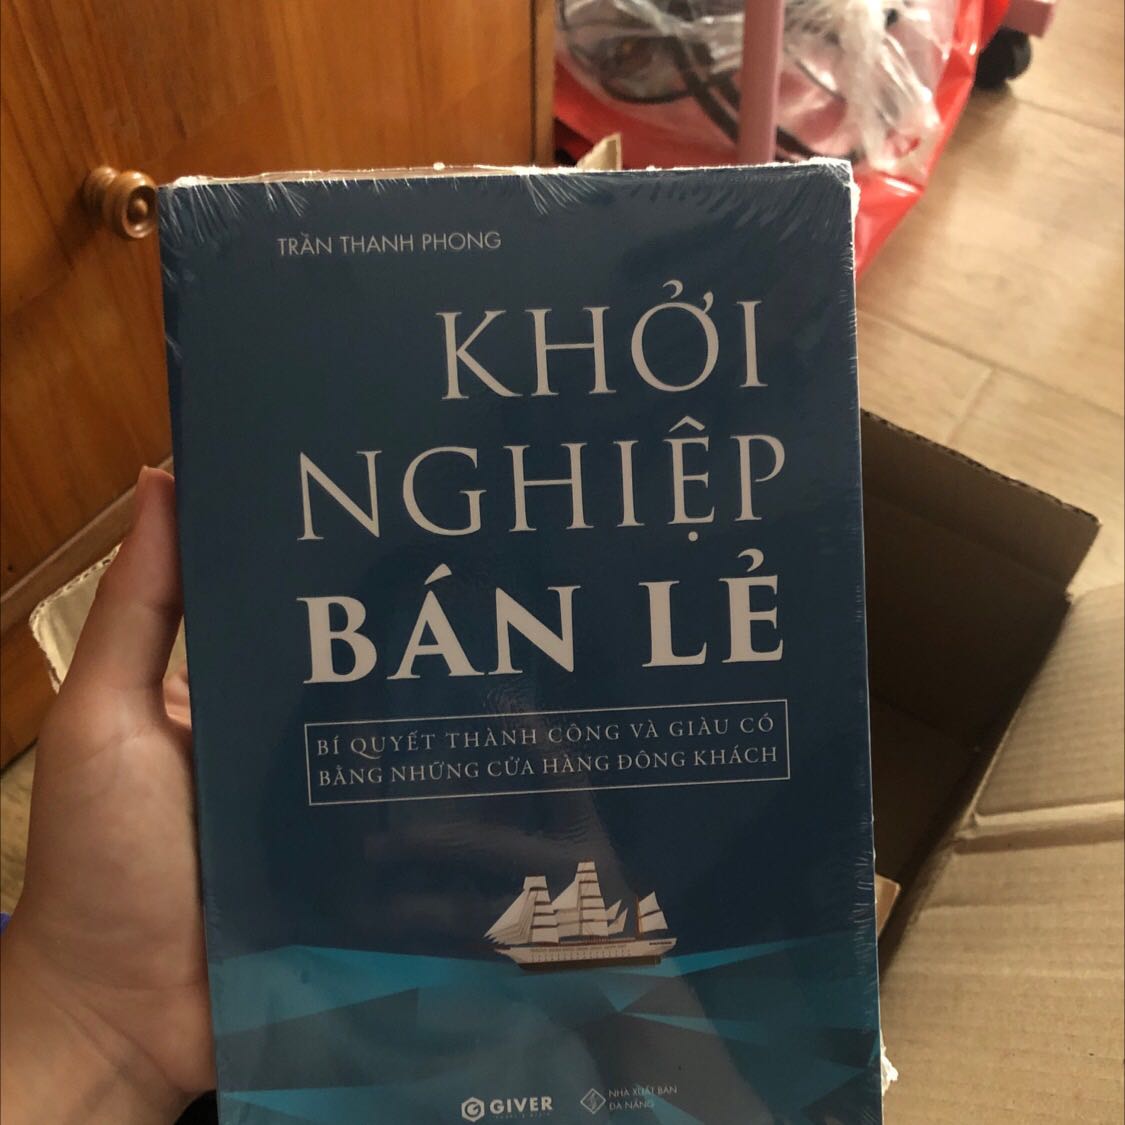 TRẦN THANH PHONG
KHỞI
NGHIỆP
BÁN LẺ
BÍ QUYẾT THÀNH CÔNG VÀ GIÀU CÓ
BẰNG NHỮNG CỬA HÀNG ĐÔNG KHÁCH
GIVER
NHÀ XUẤT BẢN
ĐÀ NẴNG